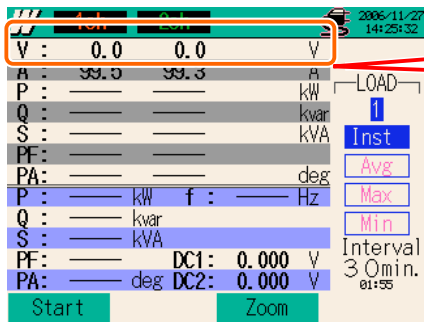 1ch 2ch 2006/11/27
14:25:32
V : 0.0 0.0 V
A : 99.5 99.3 A
P : —— —— kW
Q : —— —— kvar
S : —— —— kVA
PF: —— ——
PA: —— —— deg
P : —— kW f : —— Hz
Q : —— kvar
S : —— kVA
PF: —— DC1: 0.000 V
PA: —— deg DC2: 0.000 V
LOAD
1
Inst
Avg
Max
Min
Interval
30min.
01:55
Start Zoom